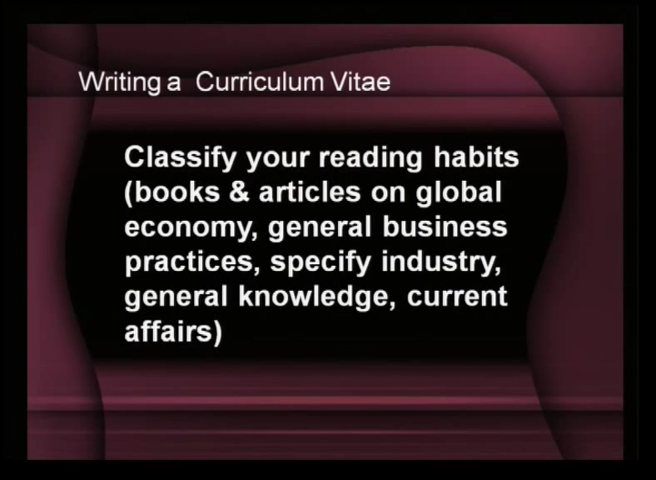 Writing a Curriculum Vitae
Classify your reading habits
(books & articles on global
economy, general business
practices, specify industry,
general knowledge, current
affairs)